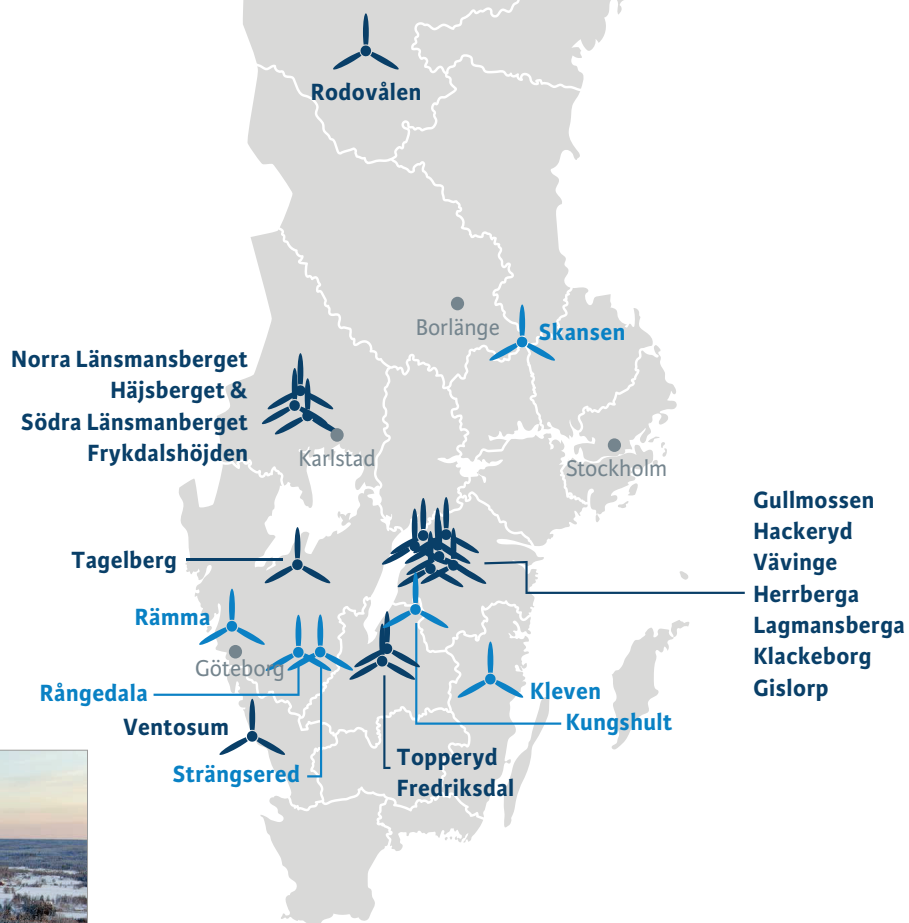 Rodovålen
Borlänge
Skansen
Norra Länsmansberget
Häjsberget &
Södra Länsmanberget
Frykdalshöjden
Karlstad
Stockholm
Gullmossen
Hackeryd
Vävinge
Herrberga
Lagmansberga
Klackeborg
Gislorp
Tagelberg
Rämma
Göteborg
Rångedala
Kleven
Kungshult
Ventosum
Strängsered
Topperyd
Fredriksdal